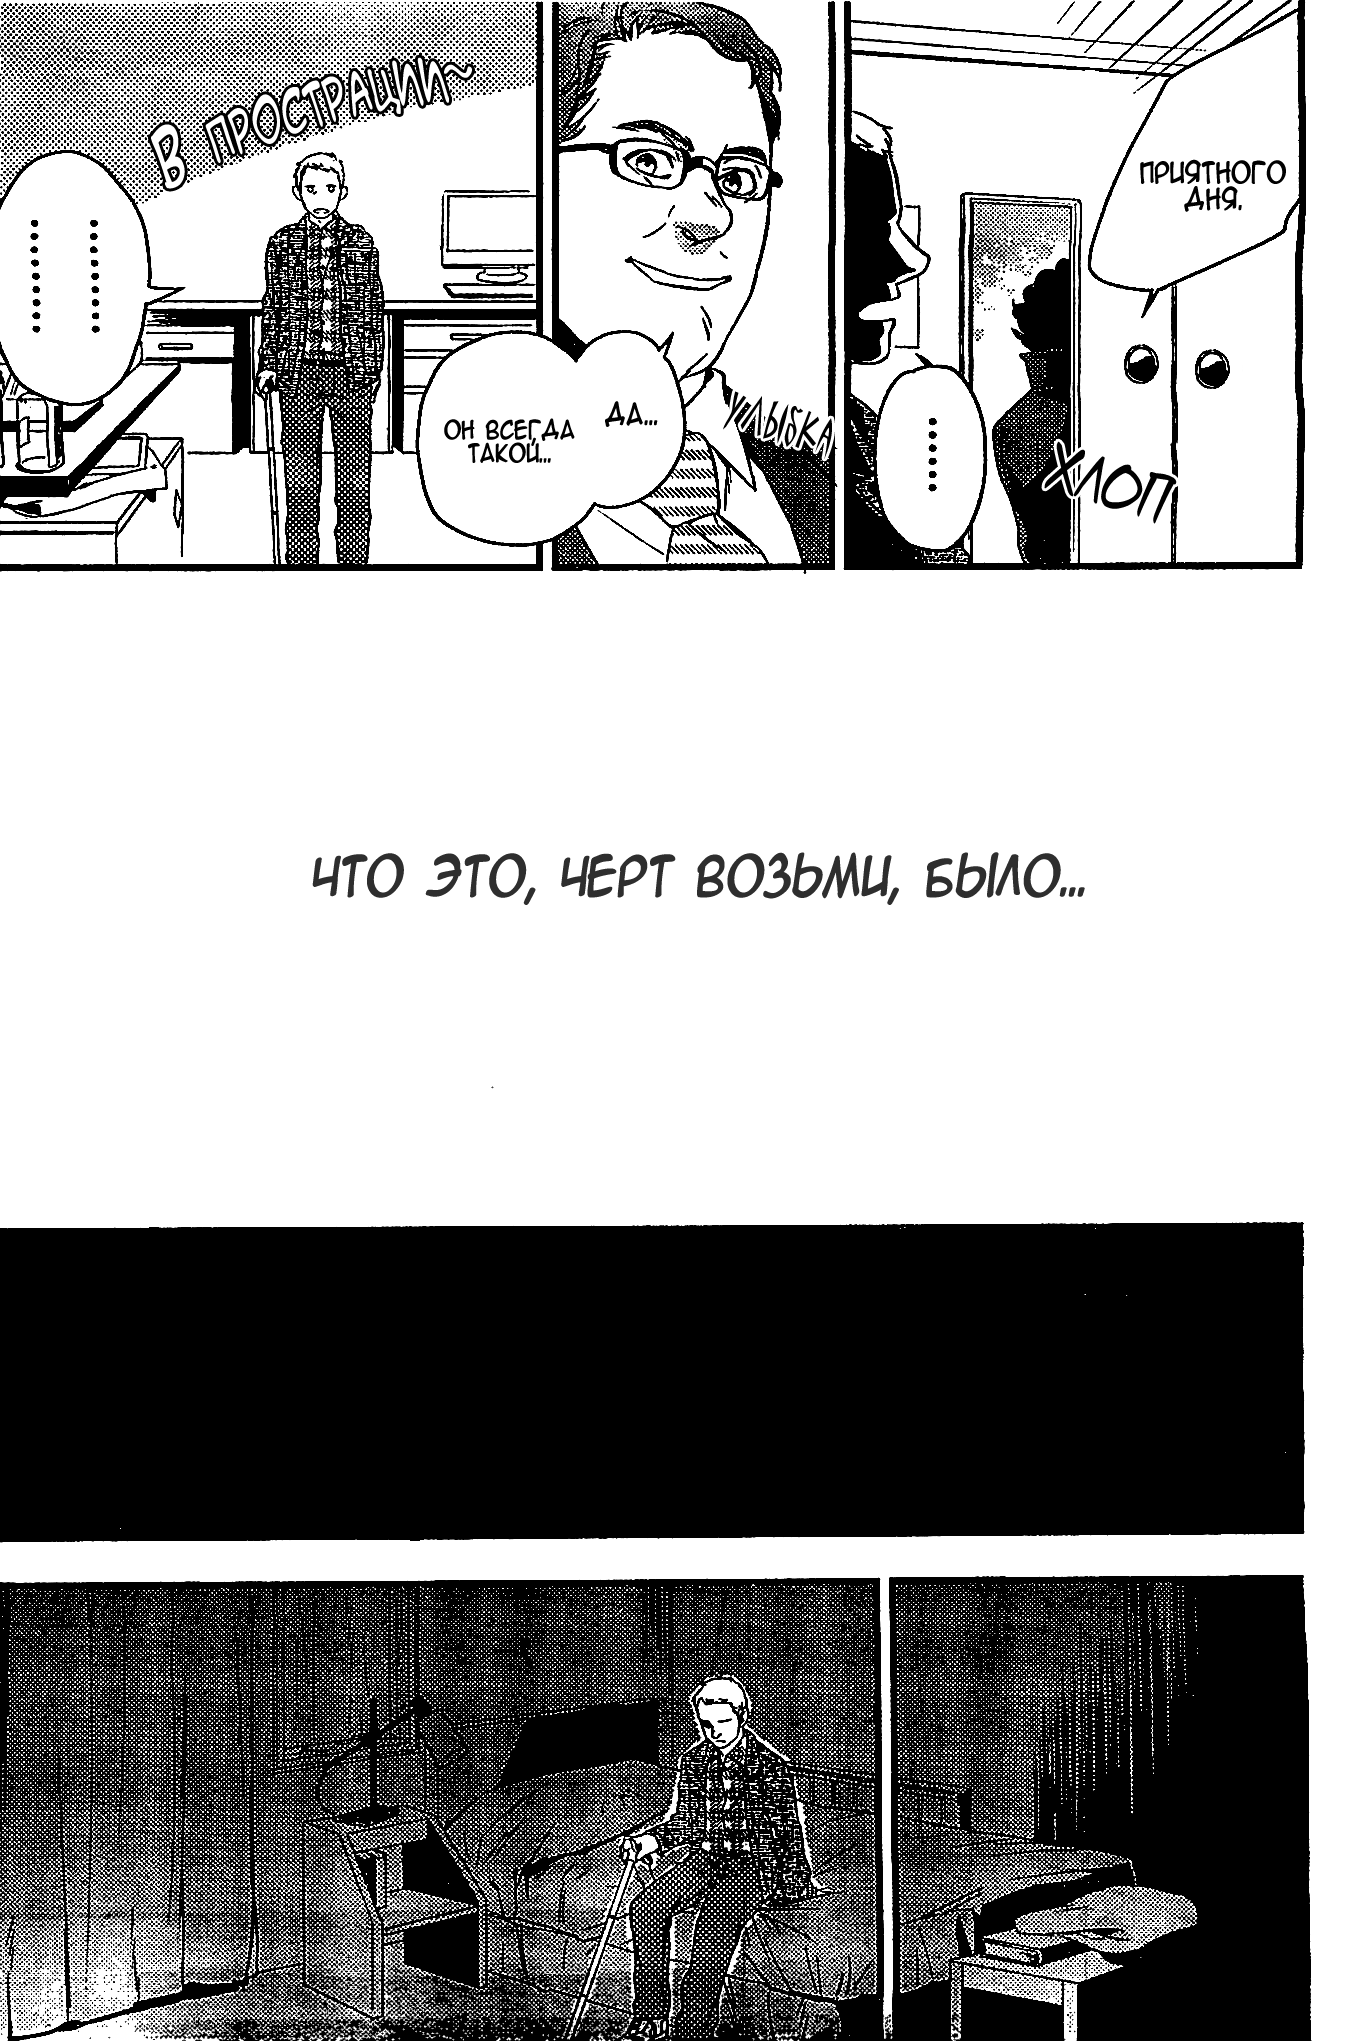 ПРИЯТНОГО
ДНЯ.
ХЛОП
УЛЫБКА
ДА...
ОН ВСЕГДА
ТАКОЙ...
В ПРОСТРАЦИИ~
ЧТО ЭТО, ЧЕРТ ВОЗЬМИ, БЫЛО...